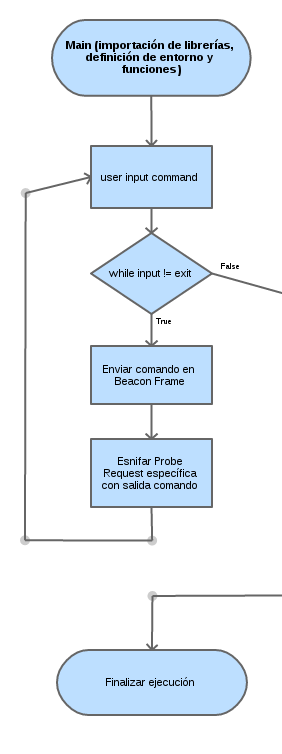 Main (importación de librerías,
definición de entorno y
funciones)
user input command
while input != exit
False
True
Enviar comando en
Beacon Frame
Esnifar Probe
Request específica
con salida comando
Finalizar ejecución